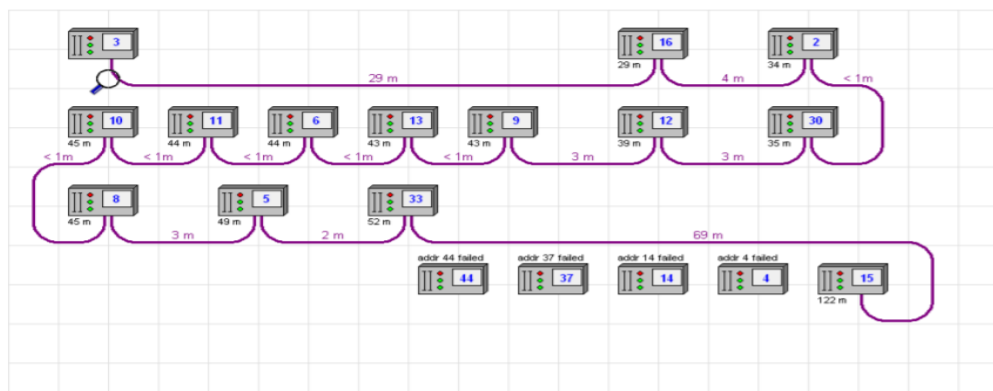 3 16 2
29 m 34 m
29 m 4 m < 1m
10 11 6 13 9 12 30
45 m 44 m 44 m 43 m 43 m 39 m 35 m
< 1m < 1m < 1m < 1m < 1m 3 m 3 m
8 5 33
45 m 49 m 52 m
3 m 2 m 69 m
addr 44 failed addr 37 failed addr 14 failed addr 4 failed
44 37 14 4 15
122 m